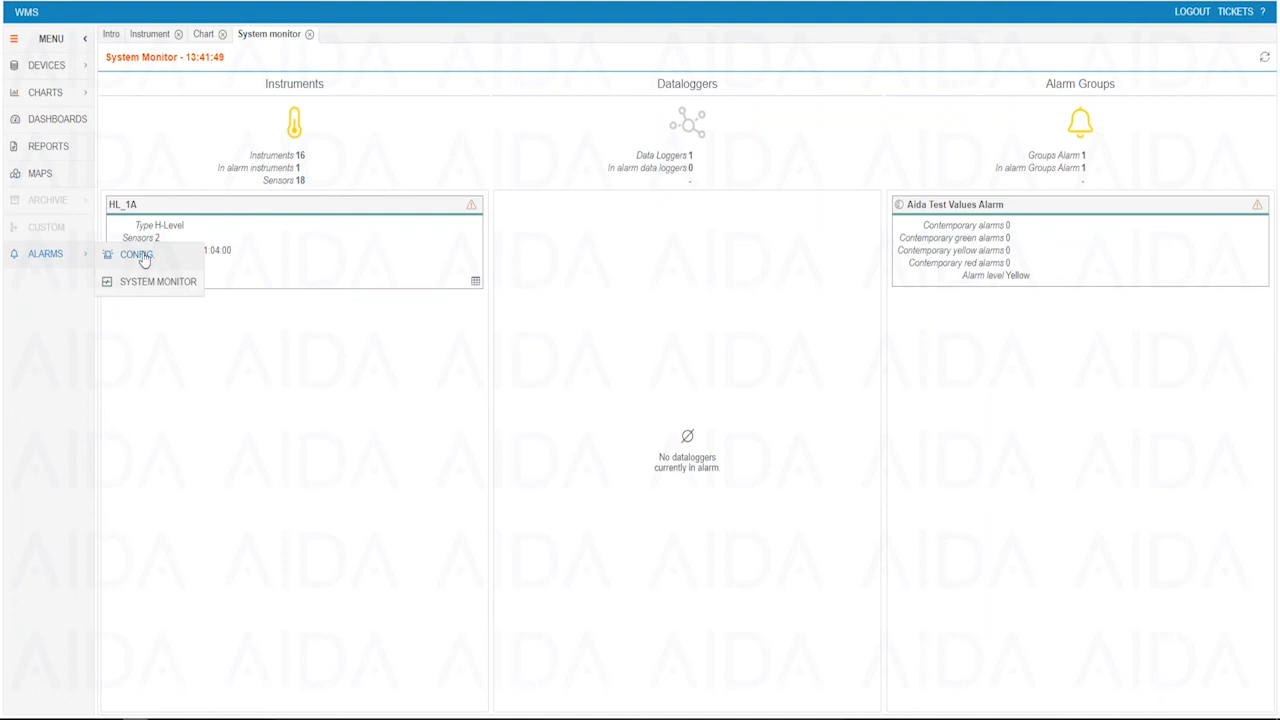 WMS
LOGOUT TICKETS ?
MENU
Intro Instrument Chart System monitor
System Monitor - 13:41:49
DEVICES
CHARTS
DASHBOARDS
REPORTS
MAPS
ARCHIVIE
CUSTOM
ALARMS
CONFIG.
SYSTEM MONITOR
Instruments
Instruments 16
In alarm instruments 1
Sensors 18
HL_1A
Type H-Level
Sensors 2
1:04:00
Dataloggers
Data Loggers 1
In alarm data loggers 0
-
No dataloggers
currently in alarm.
Alarm Groups
Groups Alarm 1
In alarm Groups Alarm 1
-
Aida Test Values Alarm
Contemporary alarms 0
Contemporary green alarms 0
Contemporary yellow alarms 0
Contemporary red alarms 0
Alarm level Yellow
AIDA